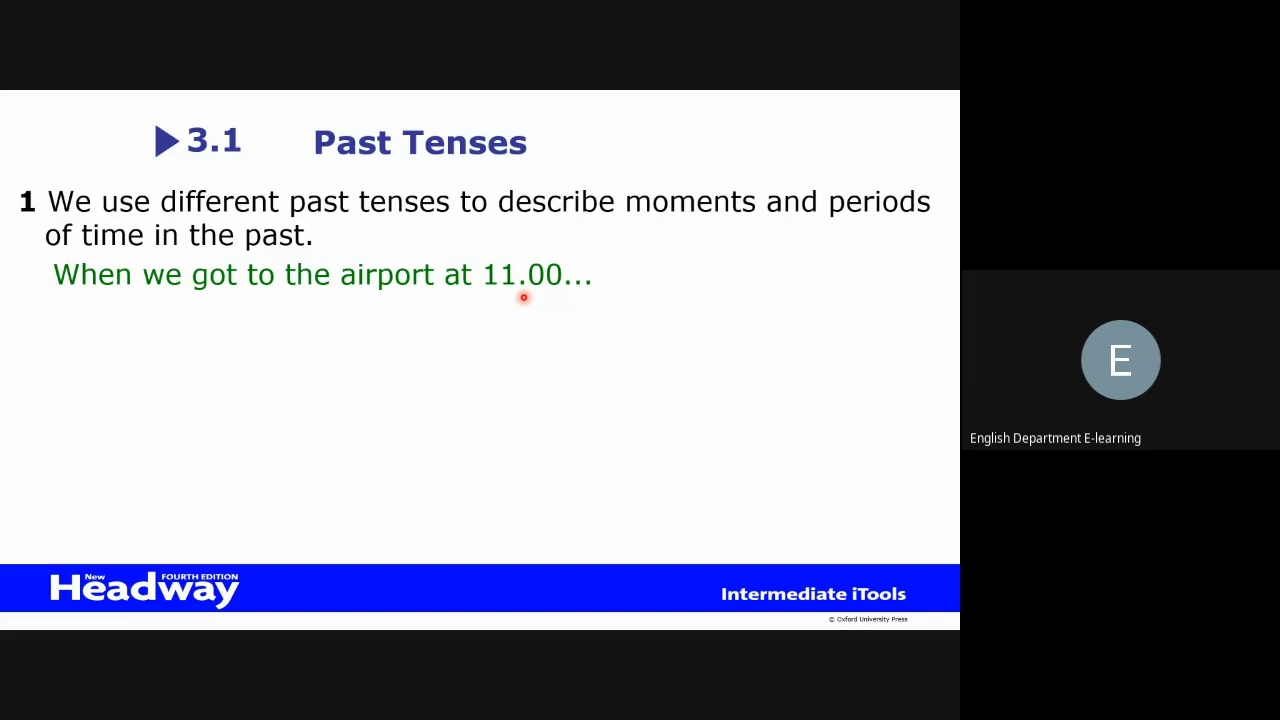 3.1 Past Tenses
1 We use different past tenses to describe moments and periods
of time in the past.
When we got to the airport at 11.00...
E
English Department E-learning
New Headway FOURTH EDITION
Intermediate iTools
© Oxford University Press